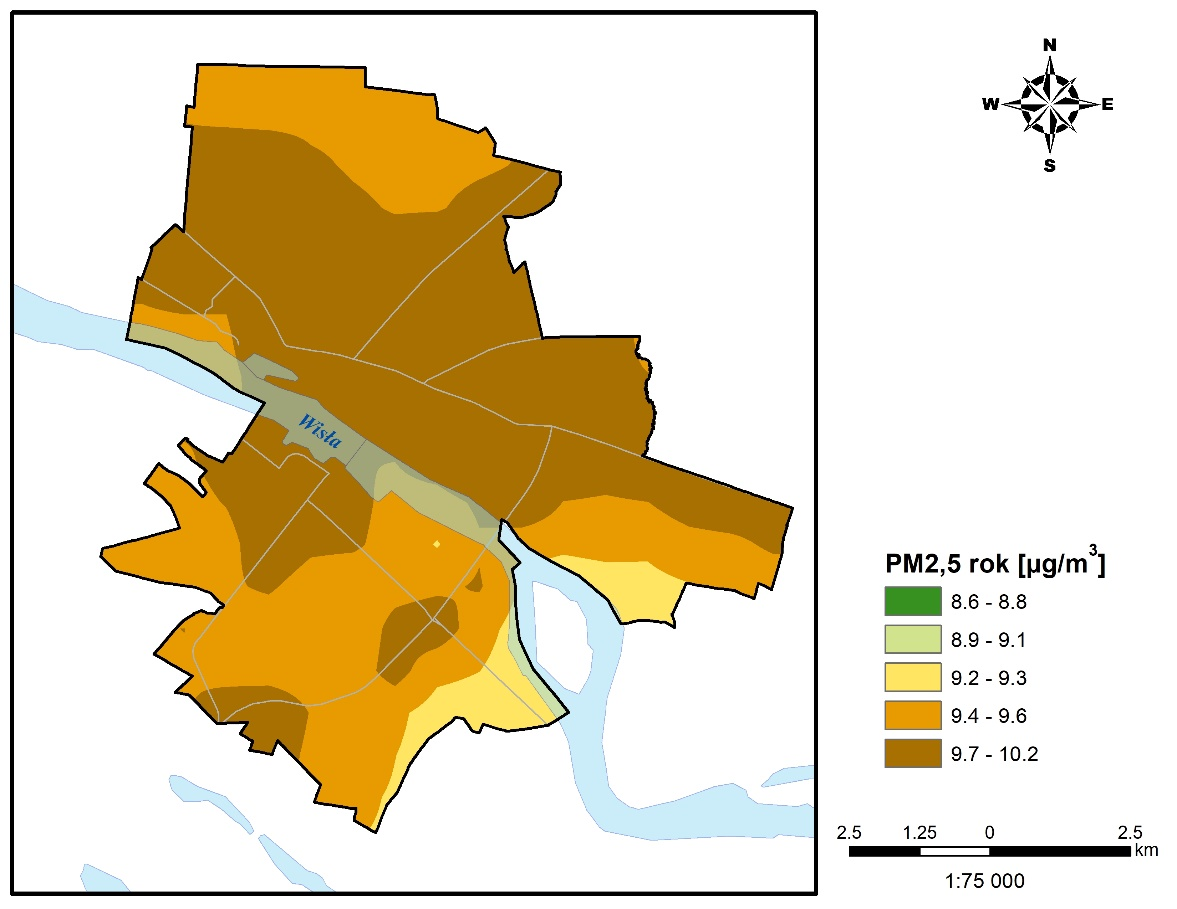 N
W E
S
Wisła
PM2,5 rok [µg/m³]
8.6 - 8.8
8.9 - 9.1
9.2 - 9.3
9.4 - 9.6
9.7 - 10.2
2.5 1.25 0 2.5
km
1:75 000